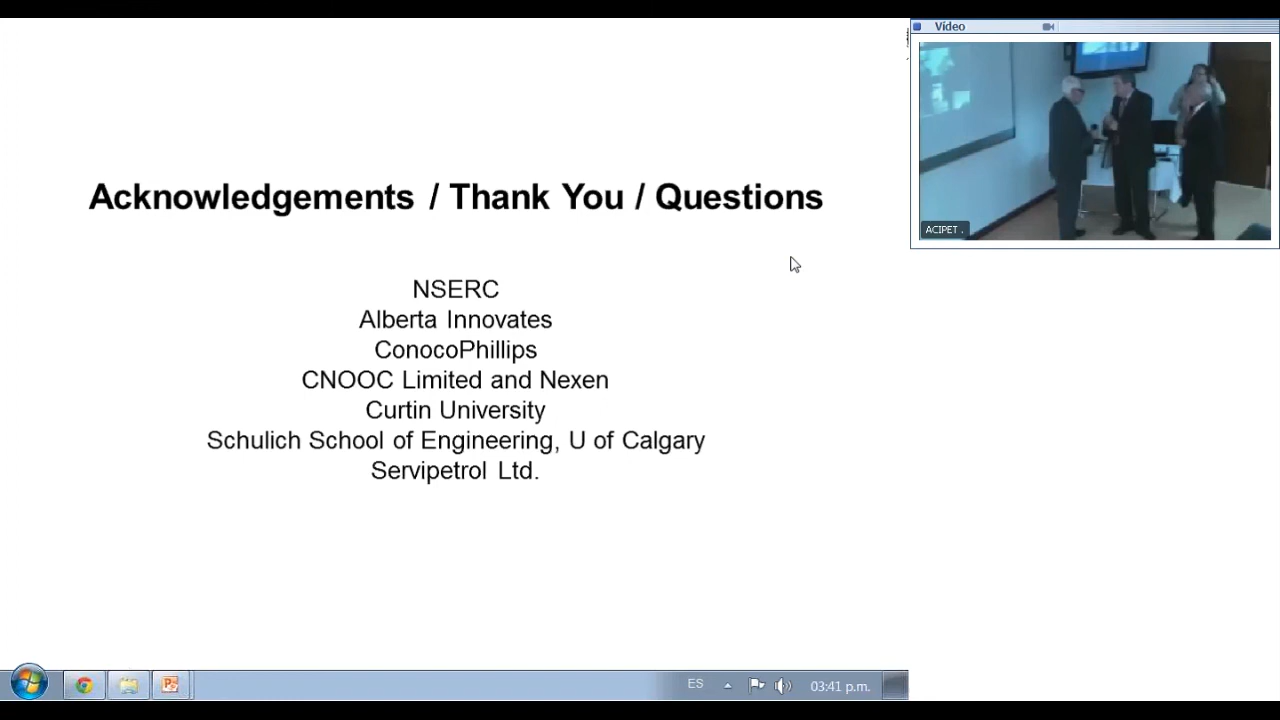 Video
ACIPET .
Acknowledgements / Thank You / Questions
NSERC
Alberta Innovates
ConocoPhillips
CNOOC Limited and Nexen
Curtin University
Schulich School of Engineering, U of Calgary
Servipetrol Ltd.
ES
03:41 p.m.